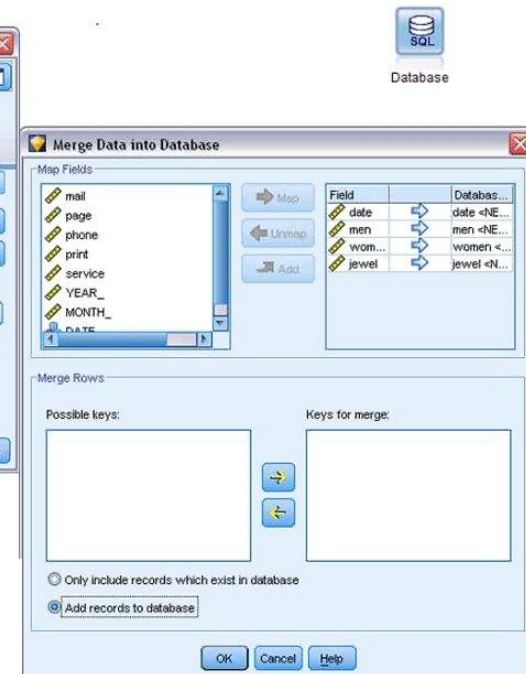 SQL
Database
Merge Data into Database
Map Fields
mail
page
phone
print
service
YEAR_
MONTH_
DATE
Map
Unmap
Add
Field Databas...
date date <NE...
men men <NE...
wom... women <...
jewel jewel <N...
Merge Rows
Possible keys:
Keys for merge:
Only include records which exist in database
Add records to database
OK Cancel Help